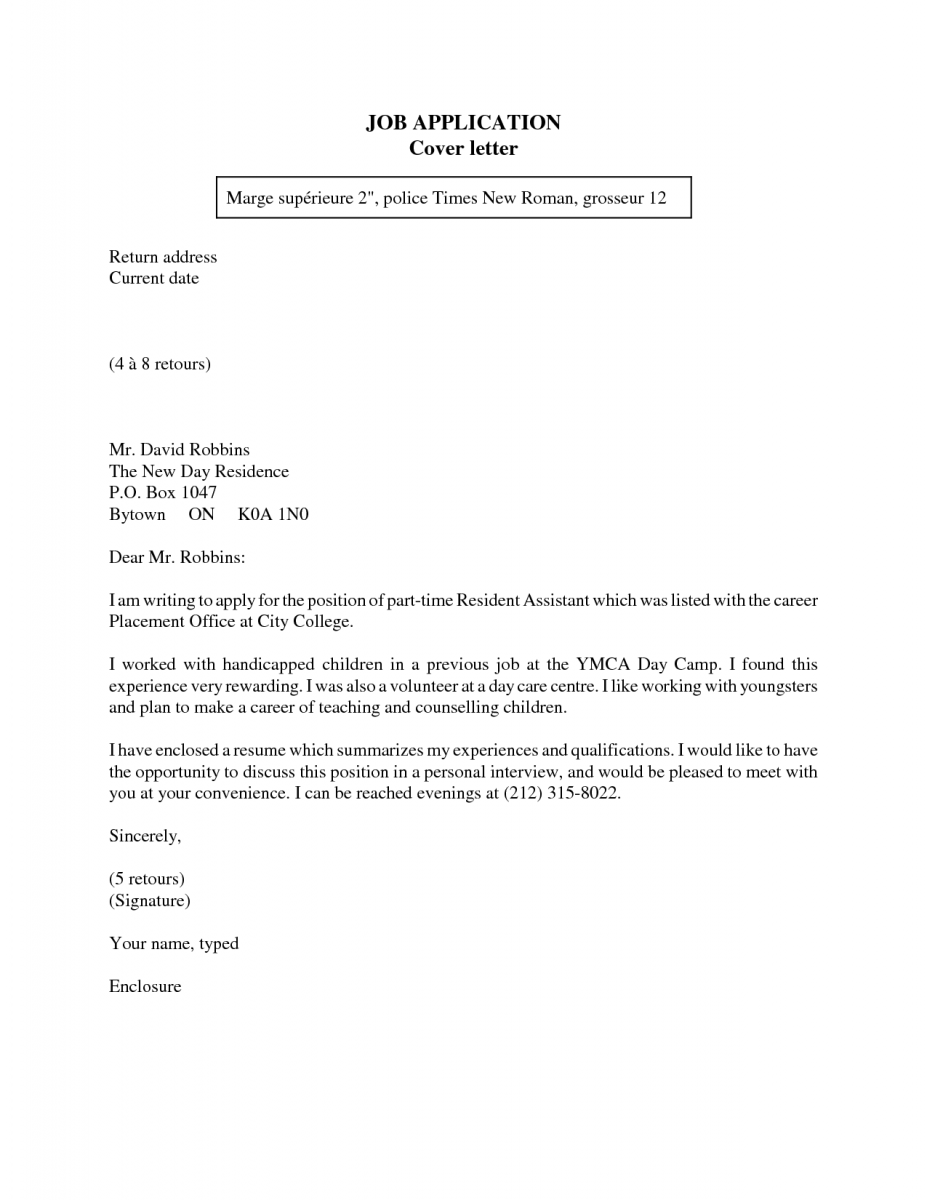 JOB APPLICATION
Cover letter
Marge supérieure 2", police Times New Roman, grosseur 12
Return address
Current date
(4 à 8 retours)
Mr. David Robbins
The New Day Residence
P.O. Box 1047
Bytown ON K0A 1N0
Dear Mr. Robbins:
I am writing to apply for the position of part-time Resident Assistant which was listed with the career
Placement Office at City College.
I worked with handicapped children in a previous job at the YMCA Day Camp. I found this
experience very rewarding. I was also a volunteer at a day care centre. I like working with youngsters
and plan to make a career of teaching and counselling children.
I have enclosed a resume which summarizes my experiences and qualifications. I would like to have
the opportunity to discuss this position in a personal interview, and would be pleased to meet with
you at your convenience. I can be reached evenings at (212) 315-8022.
Sincerely,
(5 retours)
(Signature)
Your name, typed
Enclosure